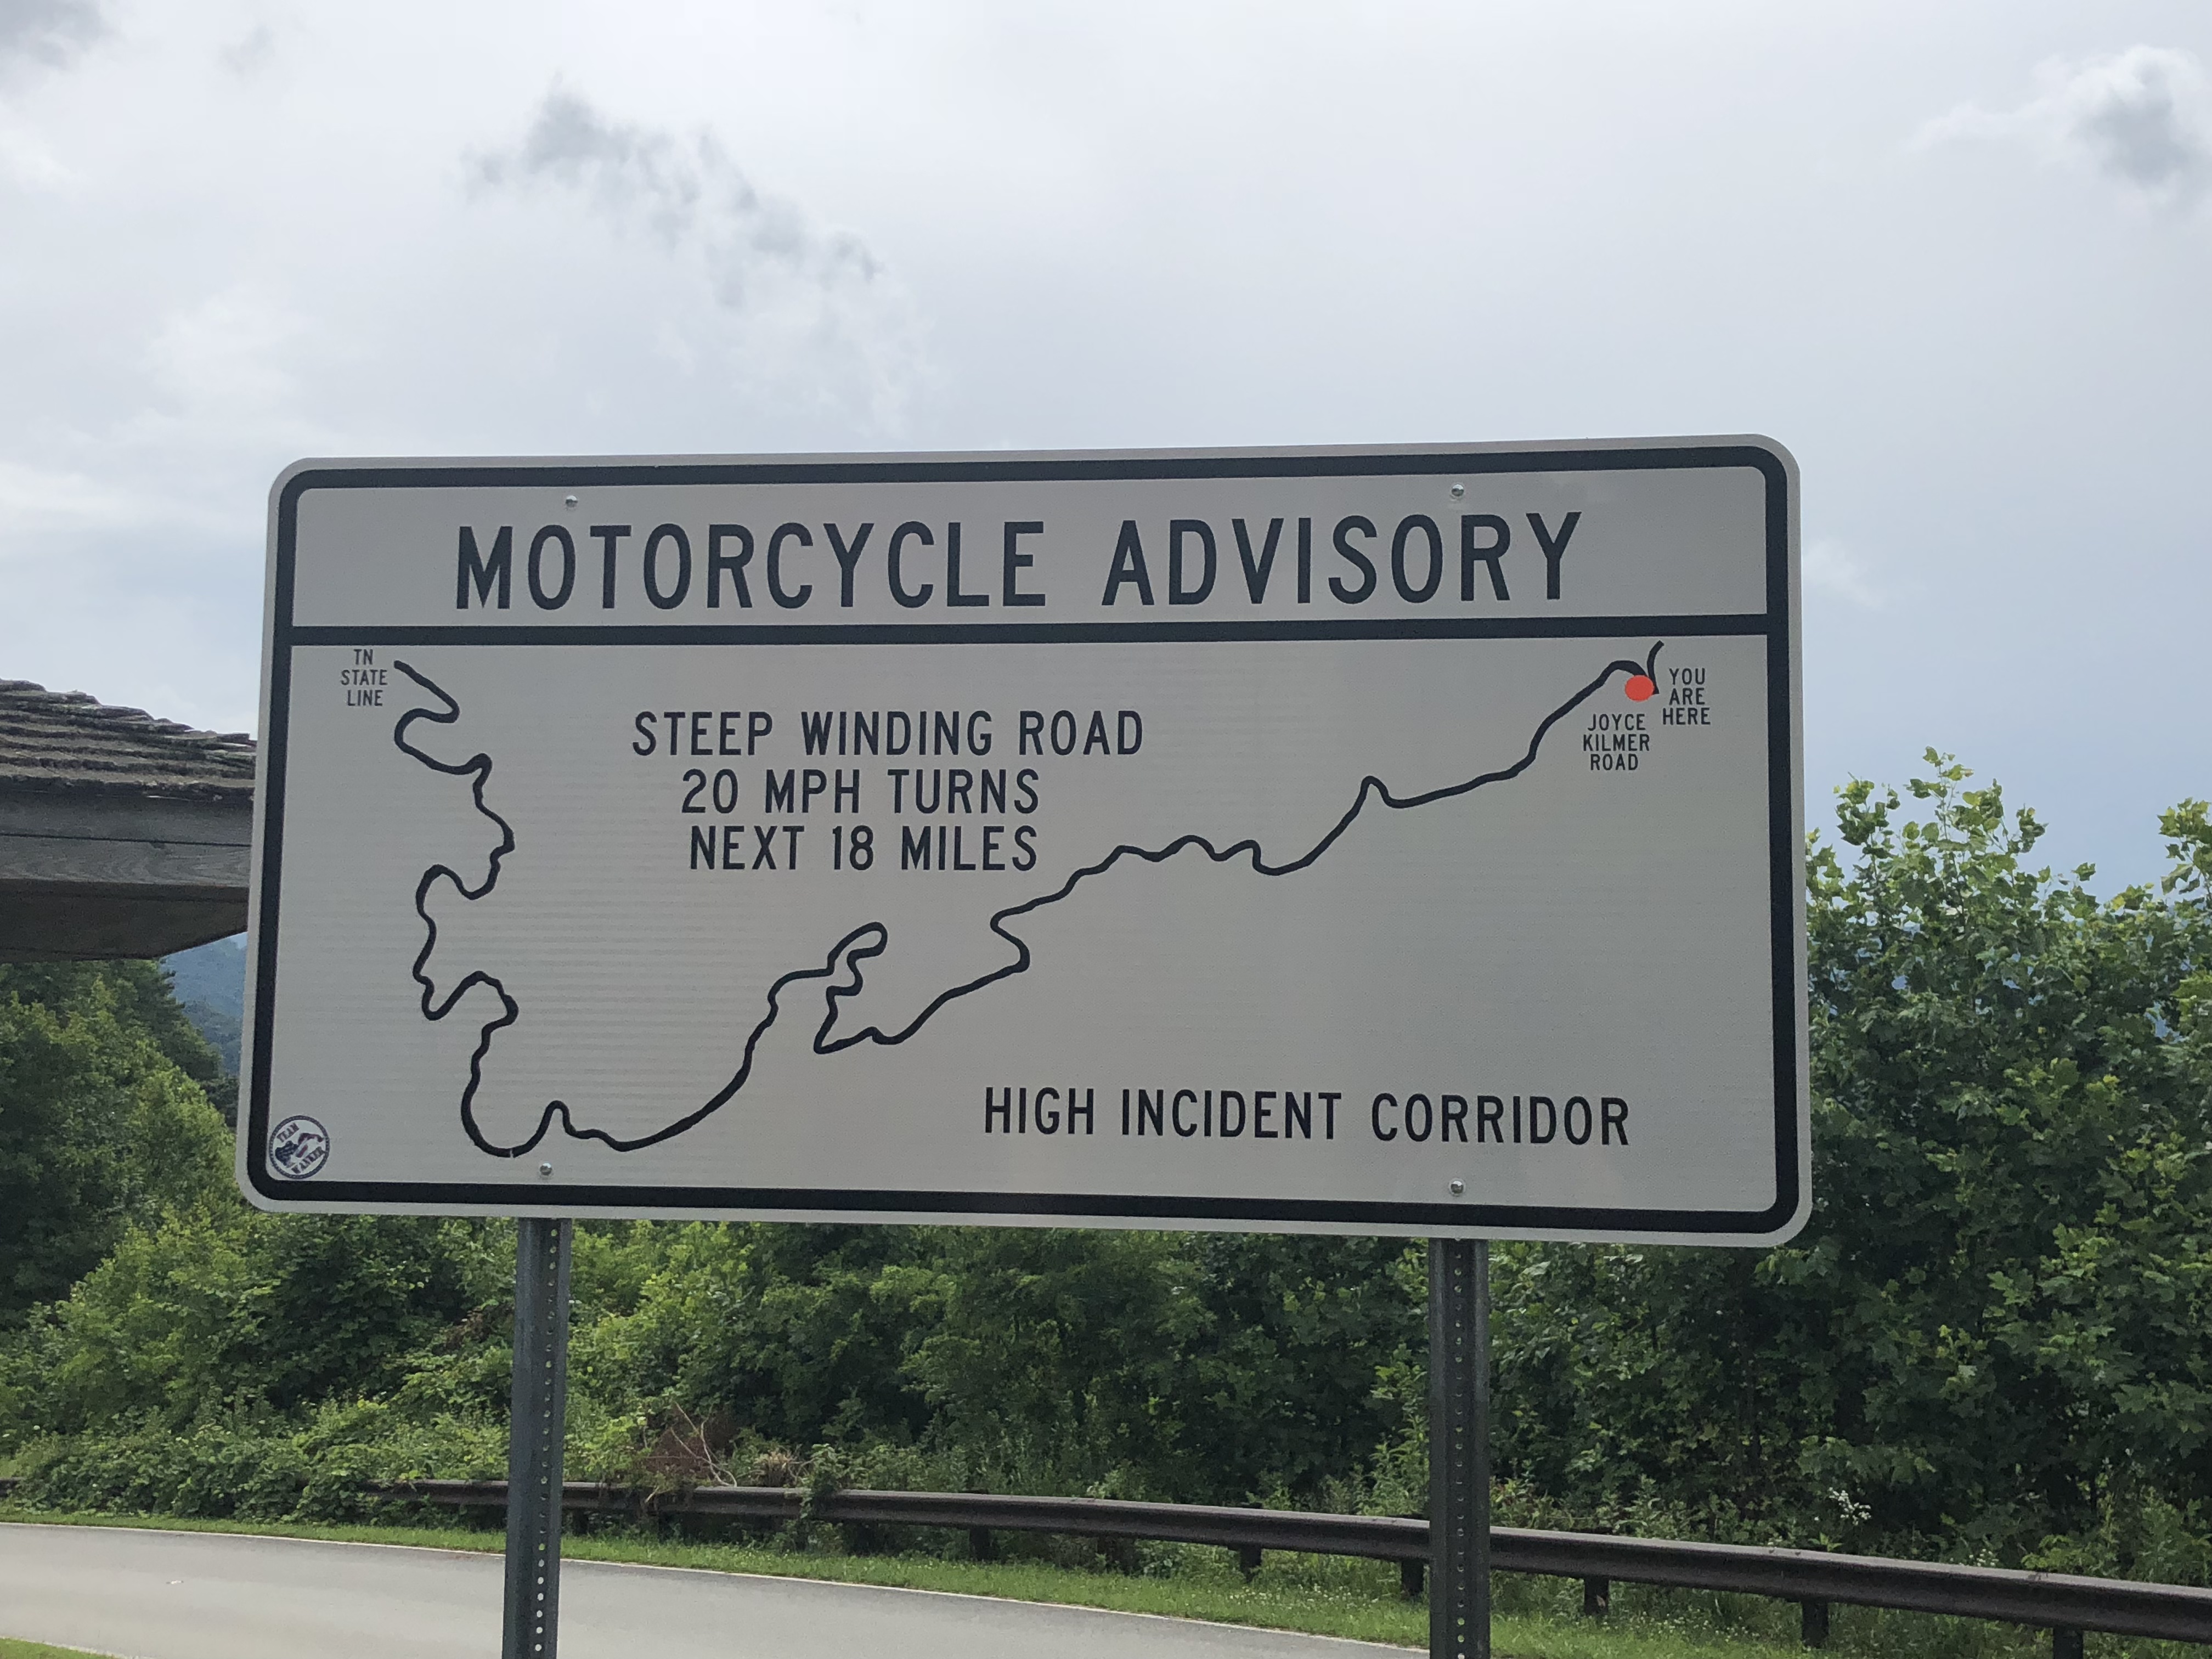 MOTORCYCLE ADVISORY
TN
STATE
LINE
STEEP WINDING ROAD
20 MPH TURNS
NEXT 18 MILES
YOU
ARE
HERE
JOYCE
KILMER
ROAD
HIGH INCIDENT CORRIDOR
TEAM